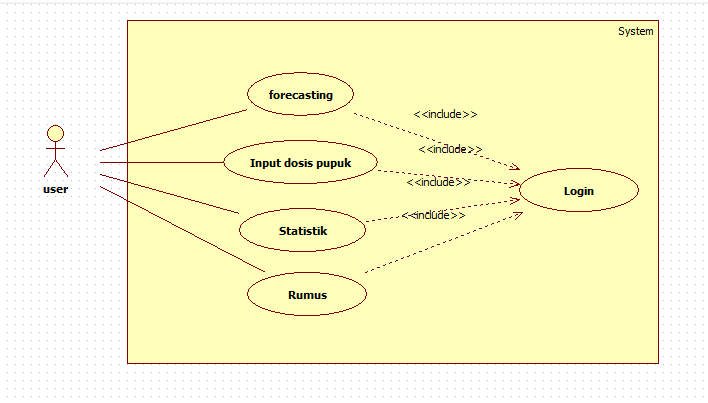 System
forecasting
<<include>>
<<include>>
Input dosis pupuk
<<include>>
Login
user
<<include>>
Statistik
Rumus